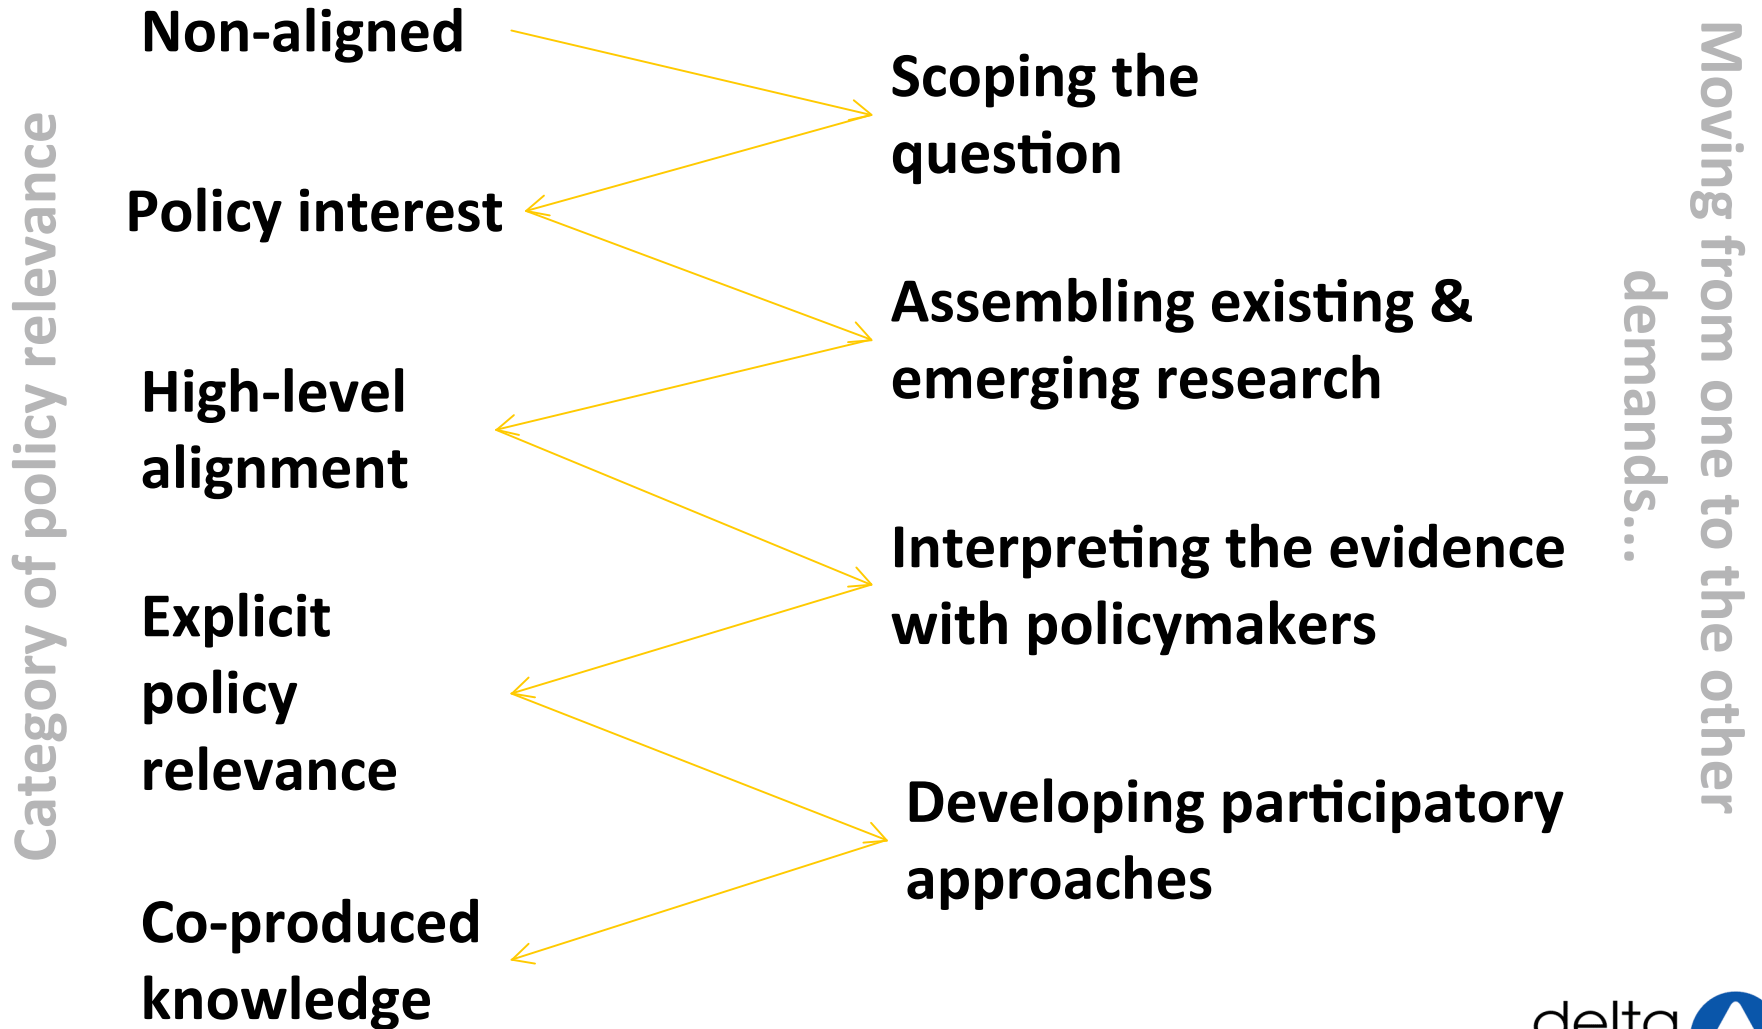 Category of policy relevance
Non-aligned
Policy interest
High-level
alignment
Explicit
policy
relevance
Co-produced
knowledge
Scoping the
question
Assembling existing &
emerging research
Interpreting the evidence
with policymakers
Developing participatory
approaches
Moving from one to the other
demands...
delta